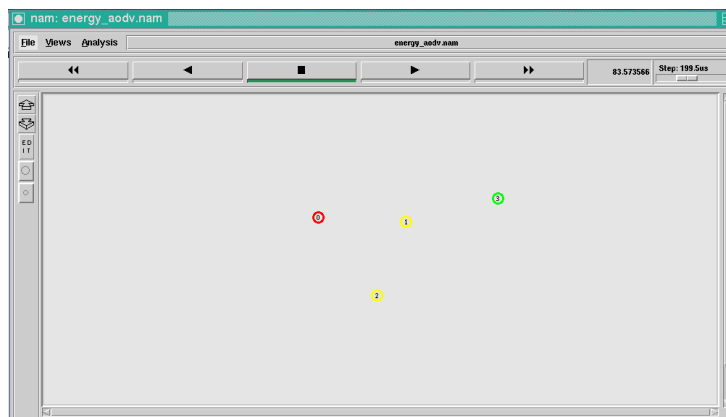 nam: energy_aodv.nam
File Views Analysis energy_aodv.nam
83.573566 Step: 199.5us
ED
IT
3
0
1
2